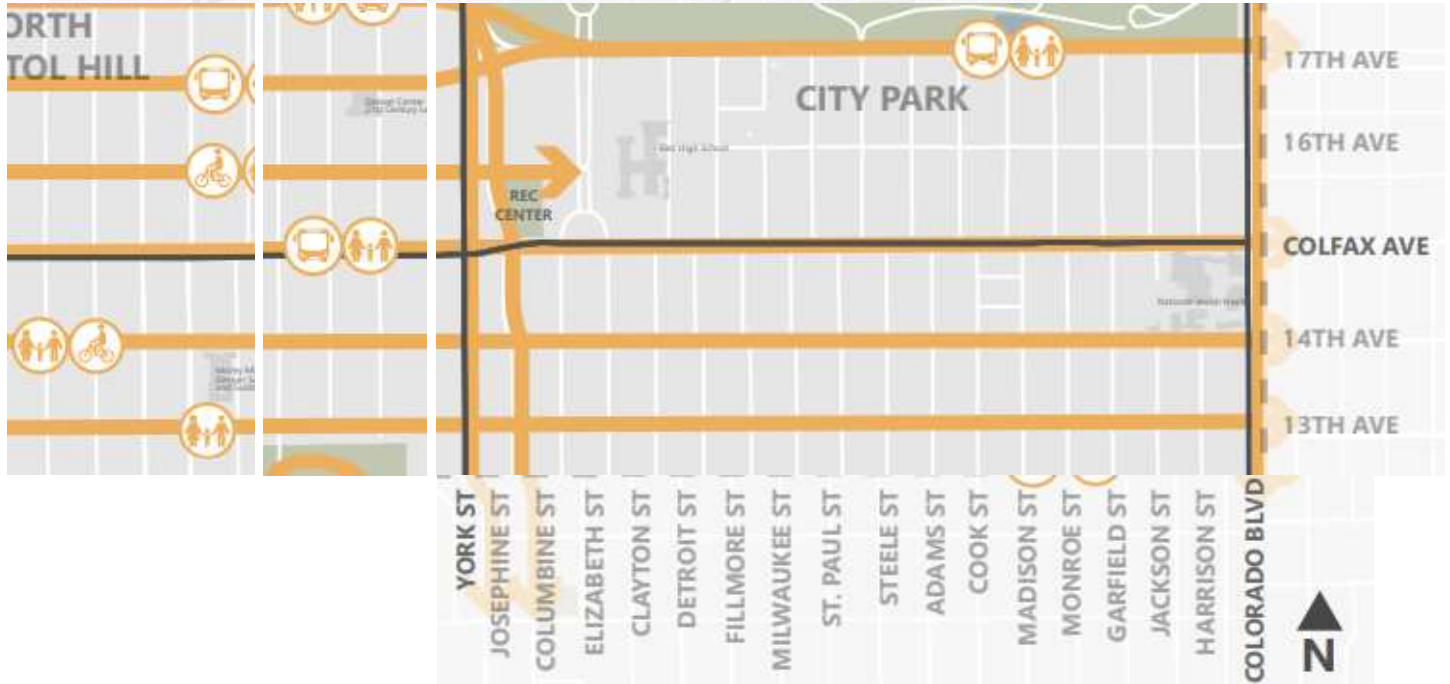 ORTH
TOL HILL
17TH AVE
CITY PARK
16TH AVE
REC
CENTER
COLFAX AVE
14TH AVE
13TH AVE
YORK ST
JOSEPHINE ST
COLUMBINE ST
ELIZABETH ST
CLAYTON ST
DETROIT ST
FILLMORE ST
MILWAUKEE ST
ST. PAUL ST
STEELE ST
ADAMS ST
COOK ST
MADISON ST
MONROE ST
GARFIELD ST
JACKSON ST
HARRISON ST
COLORADO BLVD
N